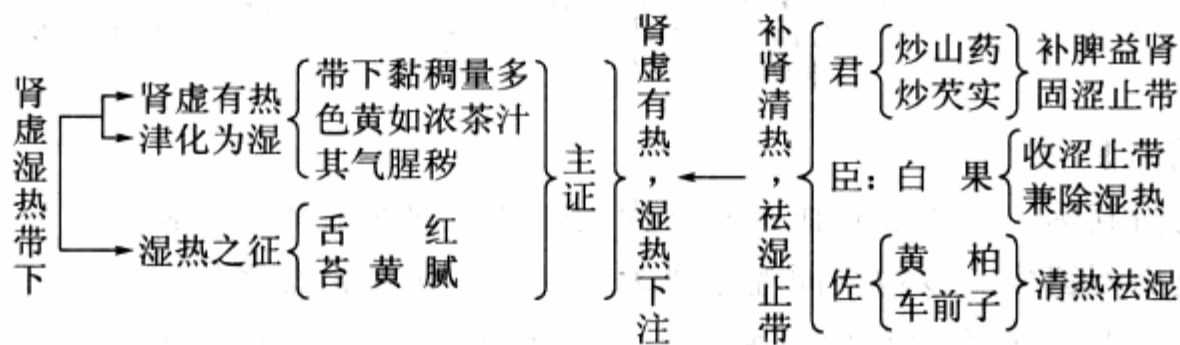 肾虚湿热带下
肾虚有热
津化为湿
带下黏稠量多
色黄如浓茶汁
其气腥秽
湿热之征
舌红
苔黄腻
主证
肾虚有热，湿热下注
补肾清热，祛湿止带
君
炒山药
炒芡实
补脾益肾
固涩止带
臣：白果
收涩止带
兼除湿热
佐
黄柏
车前子
清热祛湿